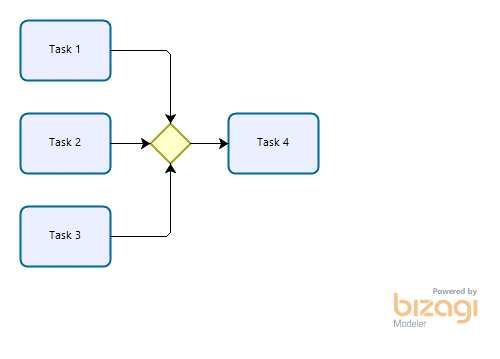 Task 1
Task 2
Task 4
Task 3
Powered by
bizagi
Modeler